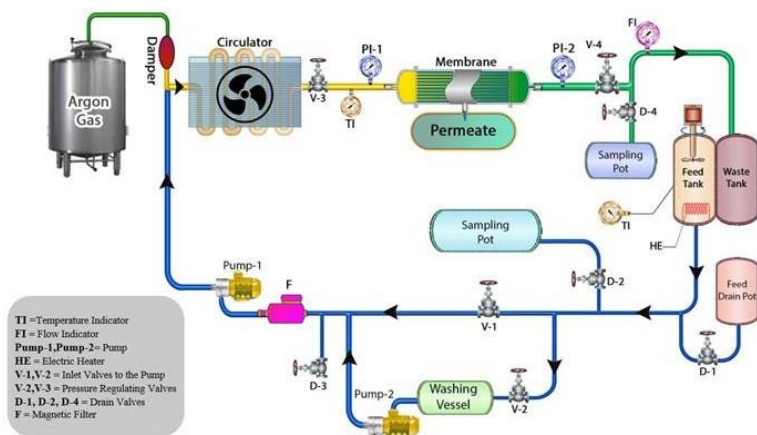 Argon
Gas
Damper
Circulator
V-3
TI
PI-1
Membrane
Permeate
PI-2
V-4
FI
D-4
Sampling
Pot
Feed
Tank
Waste
Tank
TI
HE
Sampling
Pot
D-2
Feed
Drain Pot
D-1
Pump-1
F
V-1
D-3
Pump-2
Washing
Vessel
V-2
TI =Temperature Indicator
FI = Flow Indicator
Pump-1,Pump-2= Pump
HE = Electric Heater
V-1,V-2 = Inlet Valves to the Pump
V-2,V-3 = Pressure Regulating Valves
D-1, D-2, D-4 = Drain Valves
F = Magnetic Filter